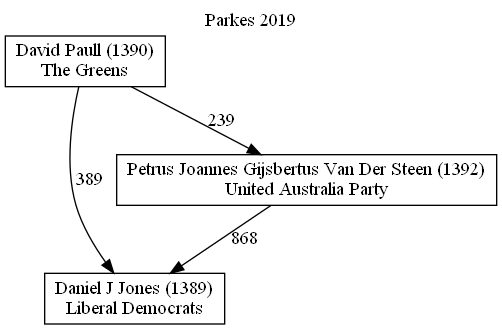 Parkes 2019
David Paull (1390)
The Greens
239
Petrus Joannes Gijsbertus Van Der Steen (1392)
United Australia Party
389
868
Daniel J Jones (1389)
Liberal Democrats